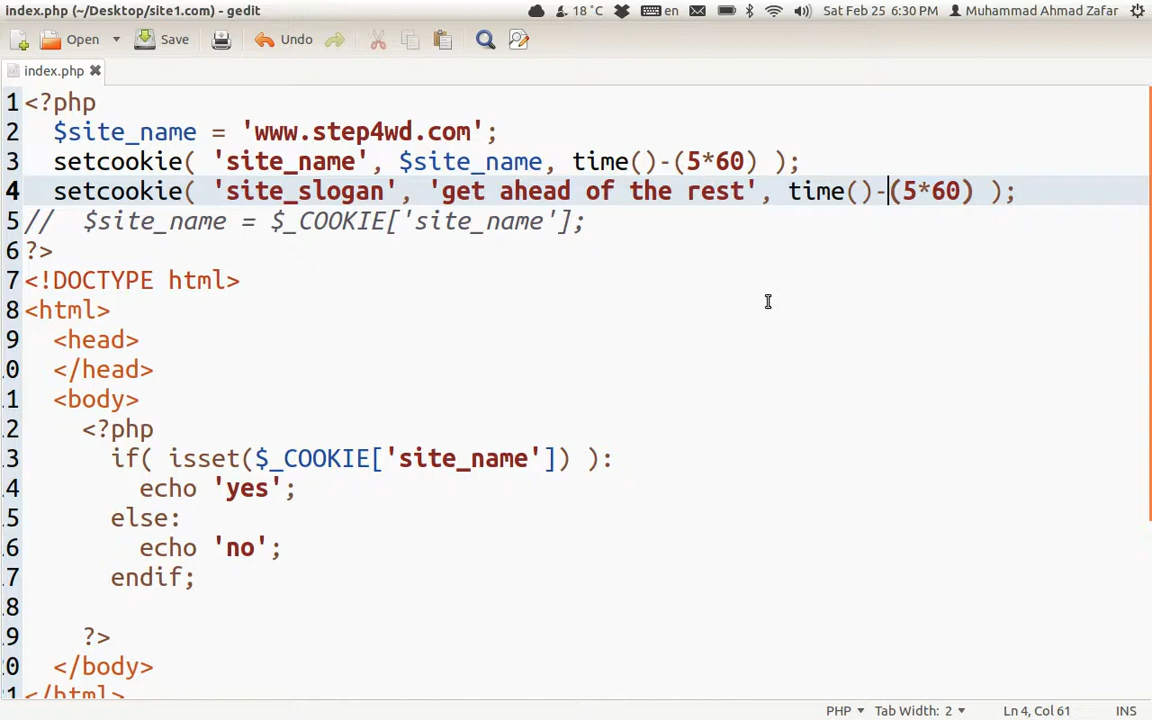 index.php (~/Desktop/site1.com) - gedit 18 °C en Sat Feb 25 6:30 PM Muhammad Ahmad Zafar
Open Save Undo
index.php
1 <?php
2 $site_name = 'www.step4wd.com';
3 setcookie( 'site_name', $site_name, time()-(5*60) );
4 setcookie( 'site_slogan', 'get ahead of the rest', time()-(5*60) );
5 // $site_name = $_COOKIE['site_name'];
6 ?>
7 <!DOCTYPE html>
8 <html>
9 <head>
0 </head>
1 <body>
2 <?php
3 if( isset($_COOKIE['site_name']) ):
4 echo 'yes';
5 else:
6 echo 'no';
7 endif;
8
9 ?>
0 </body>
1 </html>
PHP Tab Width: 2 Ln 4, Col 61 INS